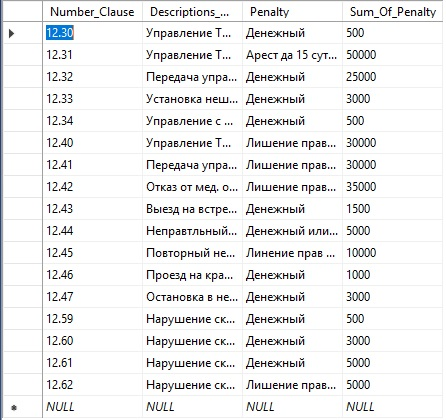 Number_Clause Descriptions_... Penalty Sum_Of_Penalty
12.30 Управление Т... Денежный 500
12.31 Управление Т... Арест да 15 сут... 50000
12.32 Передача упра... Денежный 25000
12.33 Установка неш... Денежный 3000
12.34 Управление с ... Денежный 500
12.40 Управление Т... Лишение прав... 30000
12.41 Передача упра... Денежный 30000
12.42 Отказ от мед. о... Лишение прав... 35000
12.43 Выезд на встре... Денежный 1500
12.44 Неправтльный... Денежный или... 5000
12.45 Повторный не... Линение прав ... 10000
12.46 Проезд на кра... Денежный 1000
12.47 Остановка в не... Денежный 3000
12.59 Нарушение ск... Денежный 500
12.60 Нарушение ск... Денежный 3000
12.61 Нарушение ск... Денежный 5000
12.62 Нарушение ск... Лишение прав... 5000
NULL NULL NULL NULL